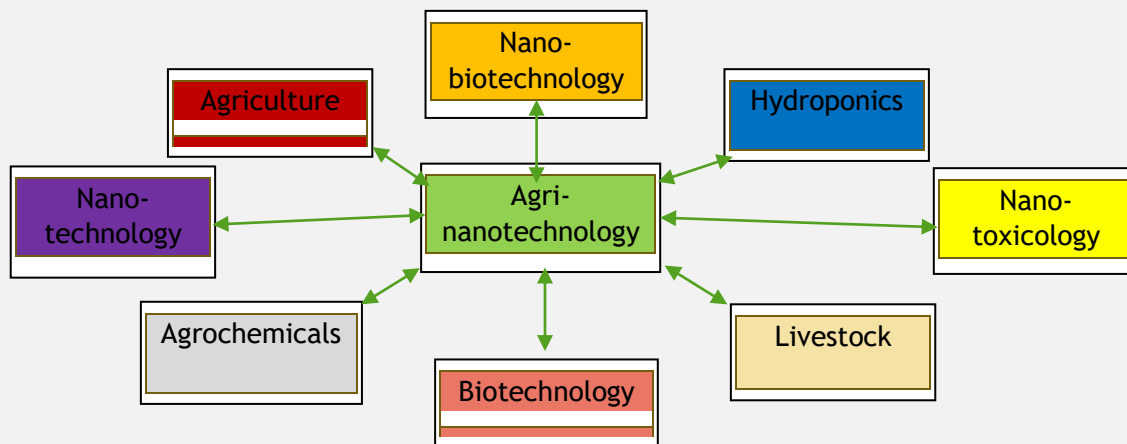 Nano-
biotechnology
Agriculture
Hydroponics
Nano-
technology
Agri-
nanotechnology
Nano-
toxicology
Agrochemicals
Livestock
Biotechnology